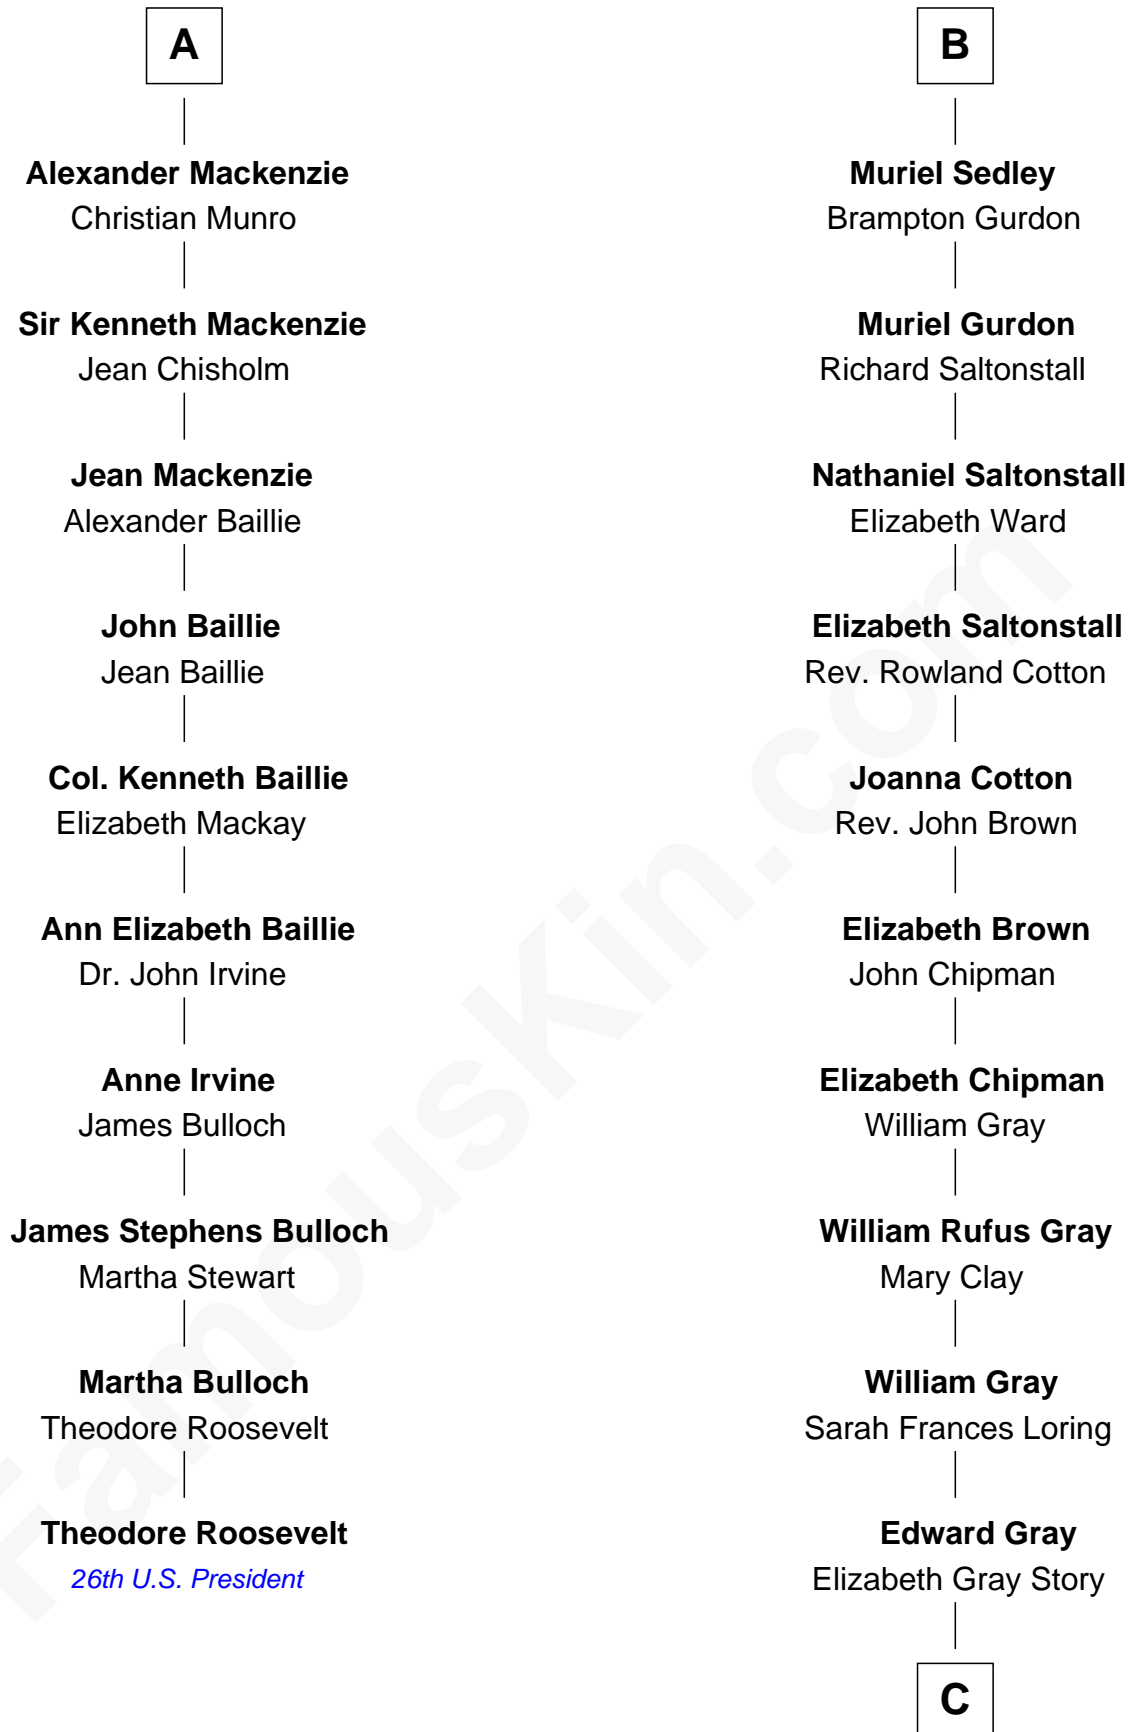 A
Alexander Mackenzie
Christian Munro
Sir Kenneth Mackenzie
Jean Chisholm
Jean Mackenzie
Alexander Baillie
John Baillie
Jean Baillie
Col. Kenneth Baillie
Elizabeth Mackay
Ann Elizabeth Baillie
Dr. John Irvine
Anne Irvine
James Bulloch
James Stephens Bulloch
Martha Stewart
Martha Bulloch
Theodore Roosevelt
Theodore Roosevelt
26th U.S. President
B
Muriel Sedley
Brampton Gurdon
Muriel Gurdon
Richard Saltonstall
Nathaniel Saltonstall
Elizabeth Ward
Elizabeth Saltonstall
Rev. Rowland Cotton
Joanna Cotton
Rev. John Brown
Elizabeth Brown
John Chipman
Elizabeth Chipman
William Gray
William Rufus Gray
Mary Clay
William Gray
Sarah Frances Loring
Edward Gray
Elizabeth Gray Story
C
FamousKin.com